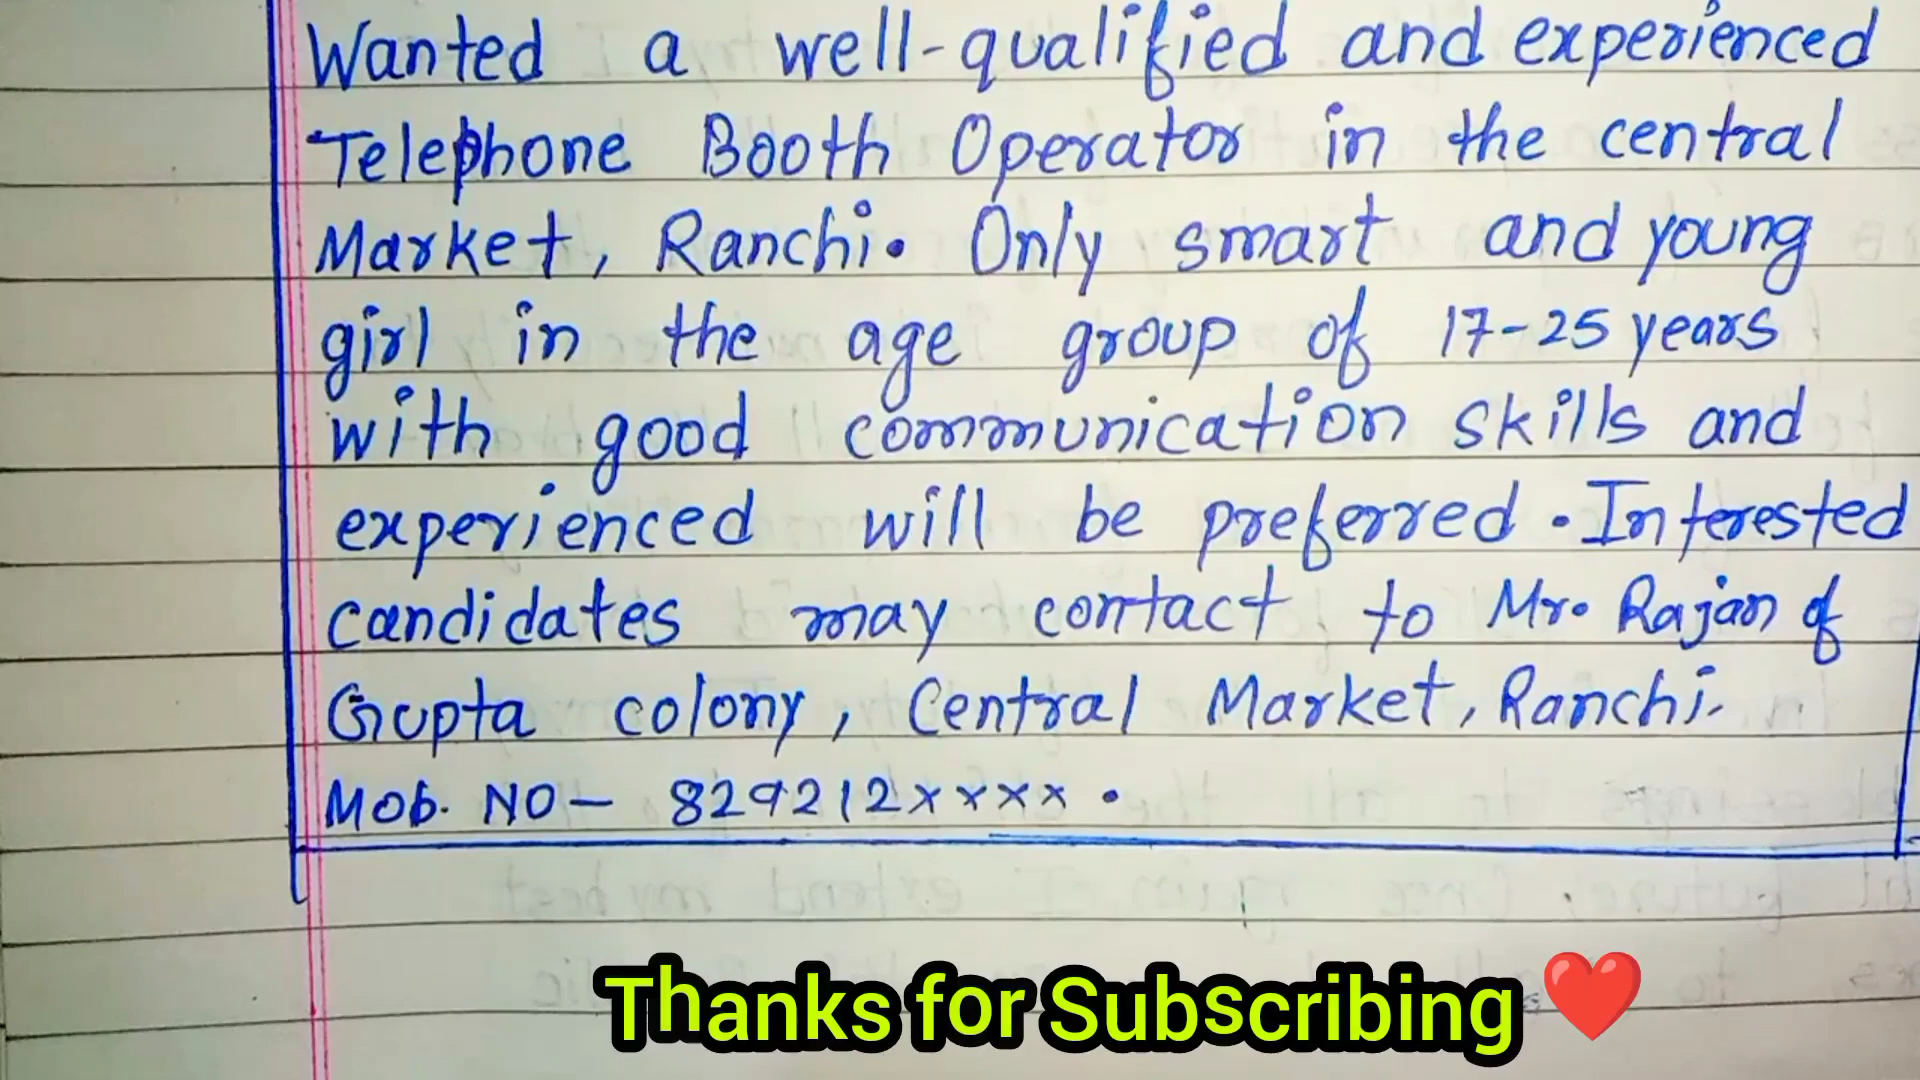 Wanted a well-qualified and experienced
Telephone Booth Operator in the central
Market, Ranchi. Only smart and young
girl in the age group of 17-25 years
with good communication skills and
experienced will be preferred. Interested
candidates may contact to Mr. Rajan of
Gupta colony, Central Market, Ranchi.
Mob. NO - 829212xxxx.
Thanks for Subscribing ❤️